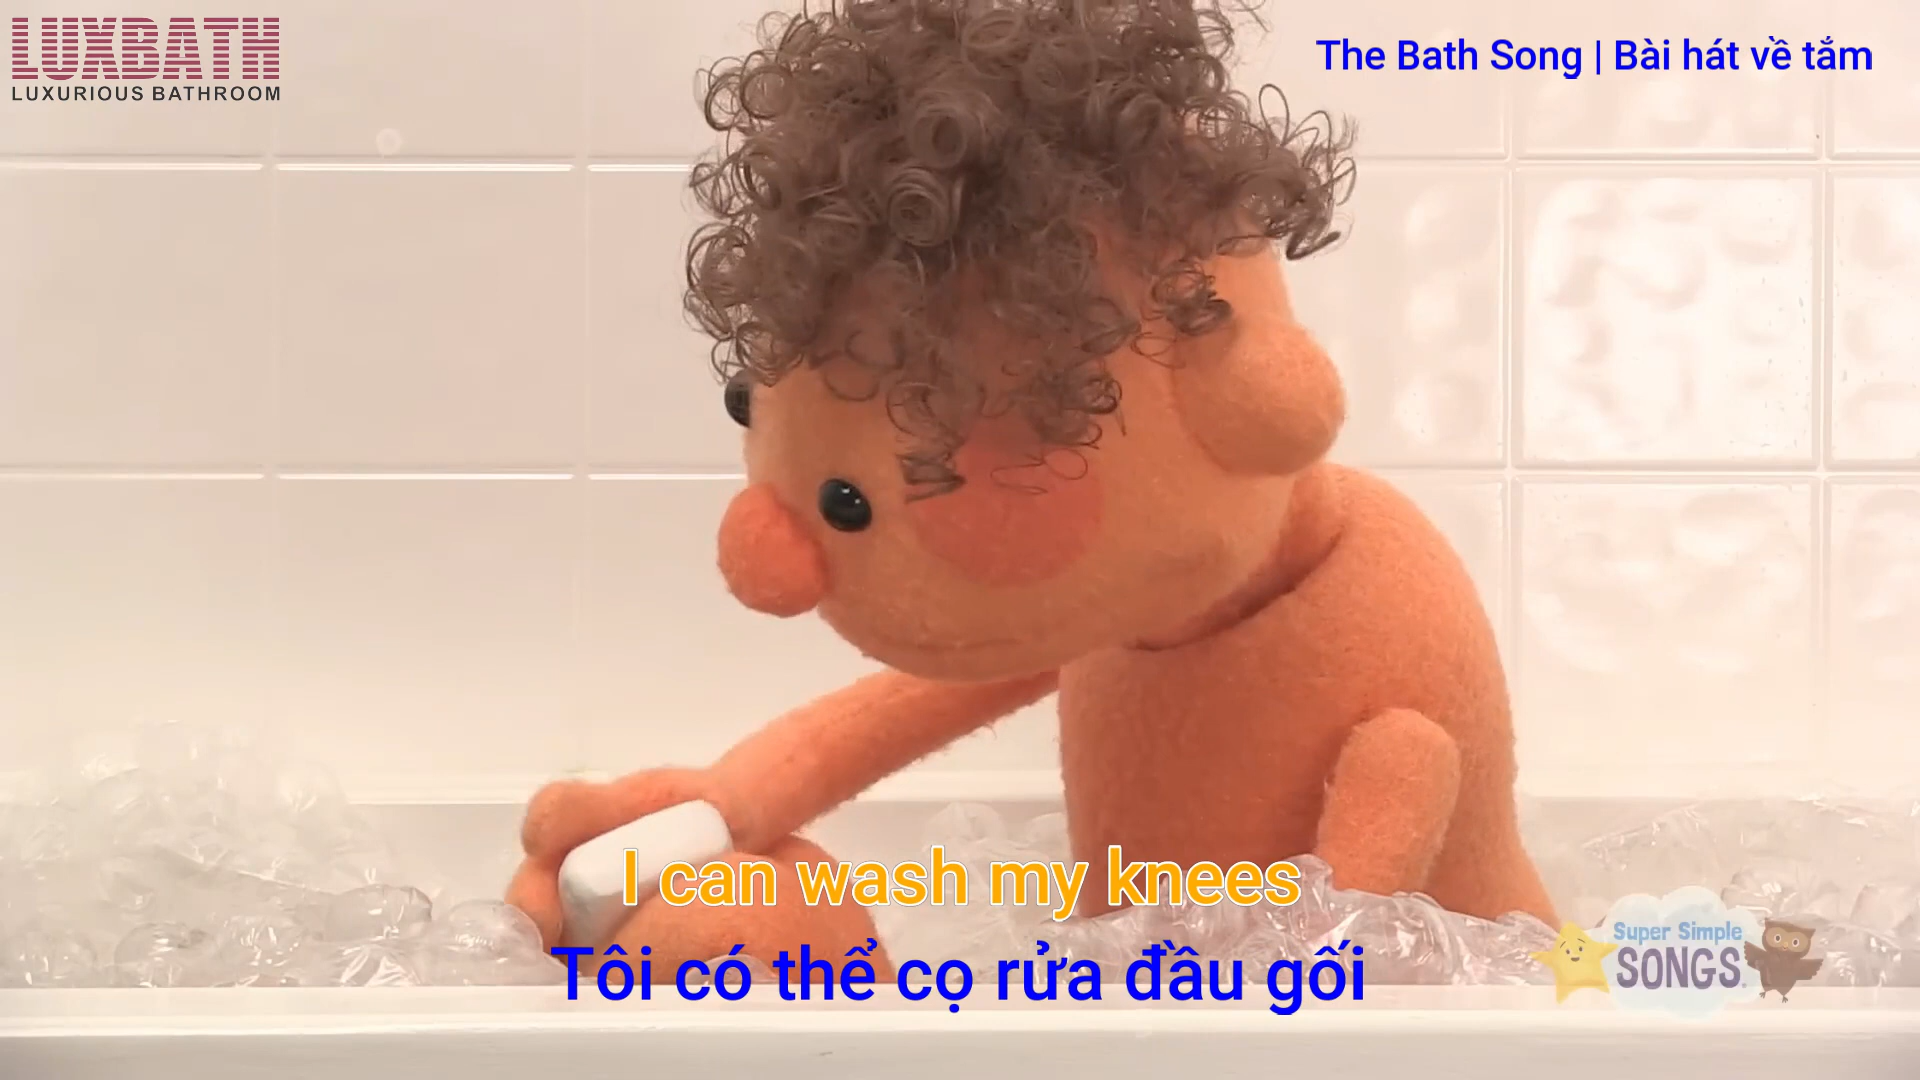 LUXBATH
LUXURIOUS BATHROOM
The Bath Song | Bài hát về tắm
I can wash my knees
Tôi có thể cọ rửa đầu gối
Super Simple
SONGS